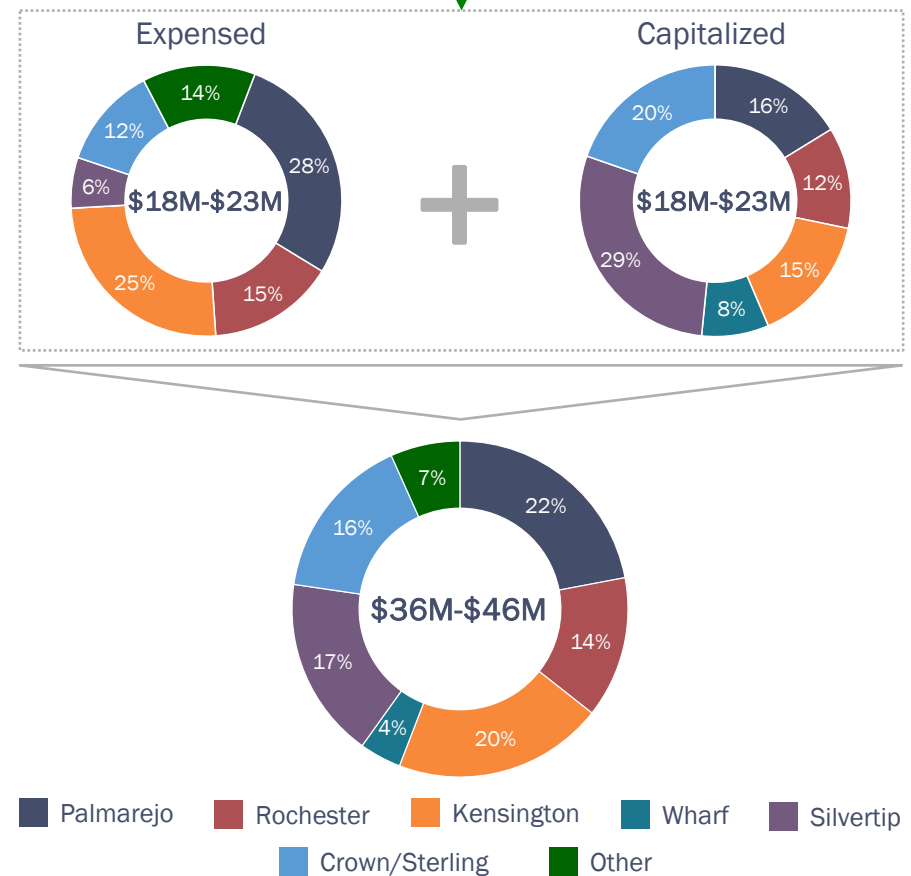 Expensed
Capitalized
14%
28%
15%
25%
6%
12%
$18M-$23M
16%
12%
15%
8%
29%
20%
$18M-$23M
7%
22%
14%
20%
4%
17%
16%
$36M-$46M
Palmarejo
Rochester
Kensington
Wharf
Silvertip
Crown/Sterling
Other